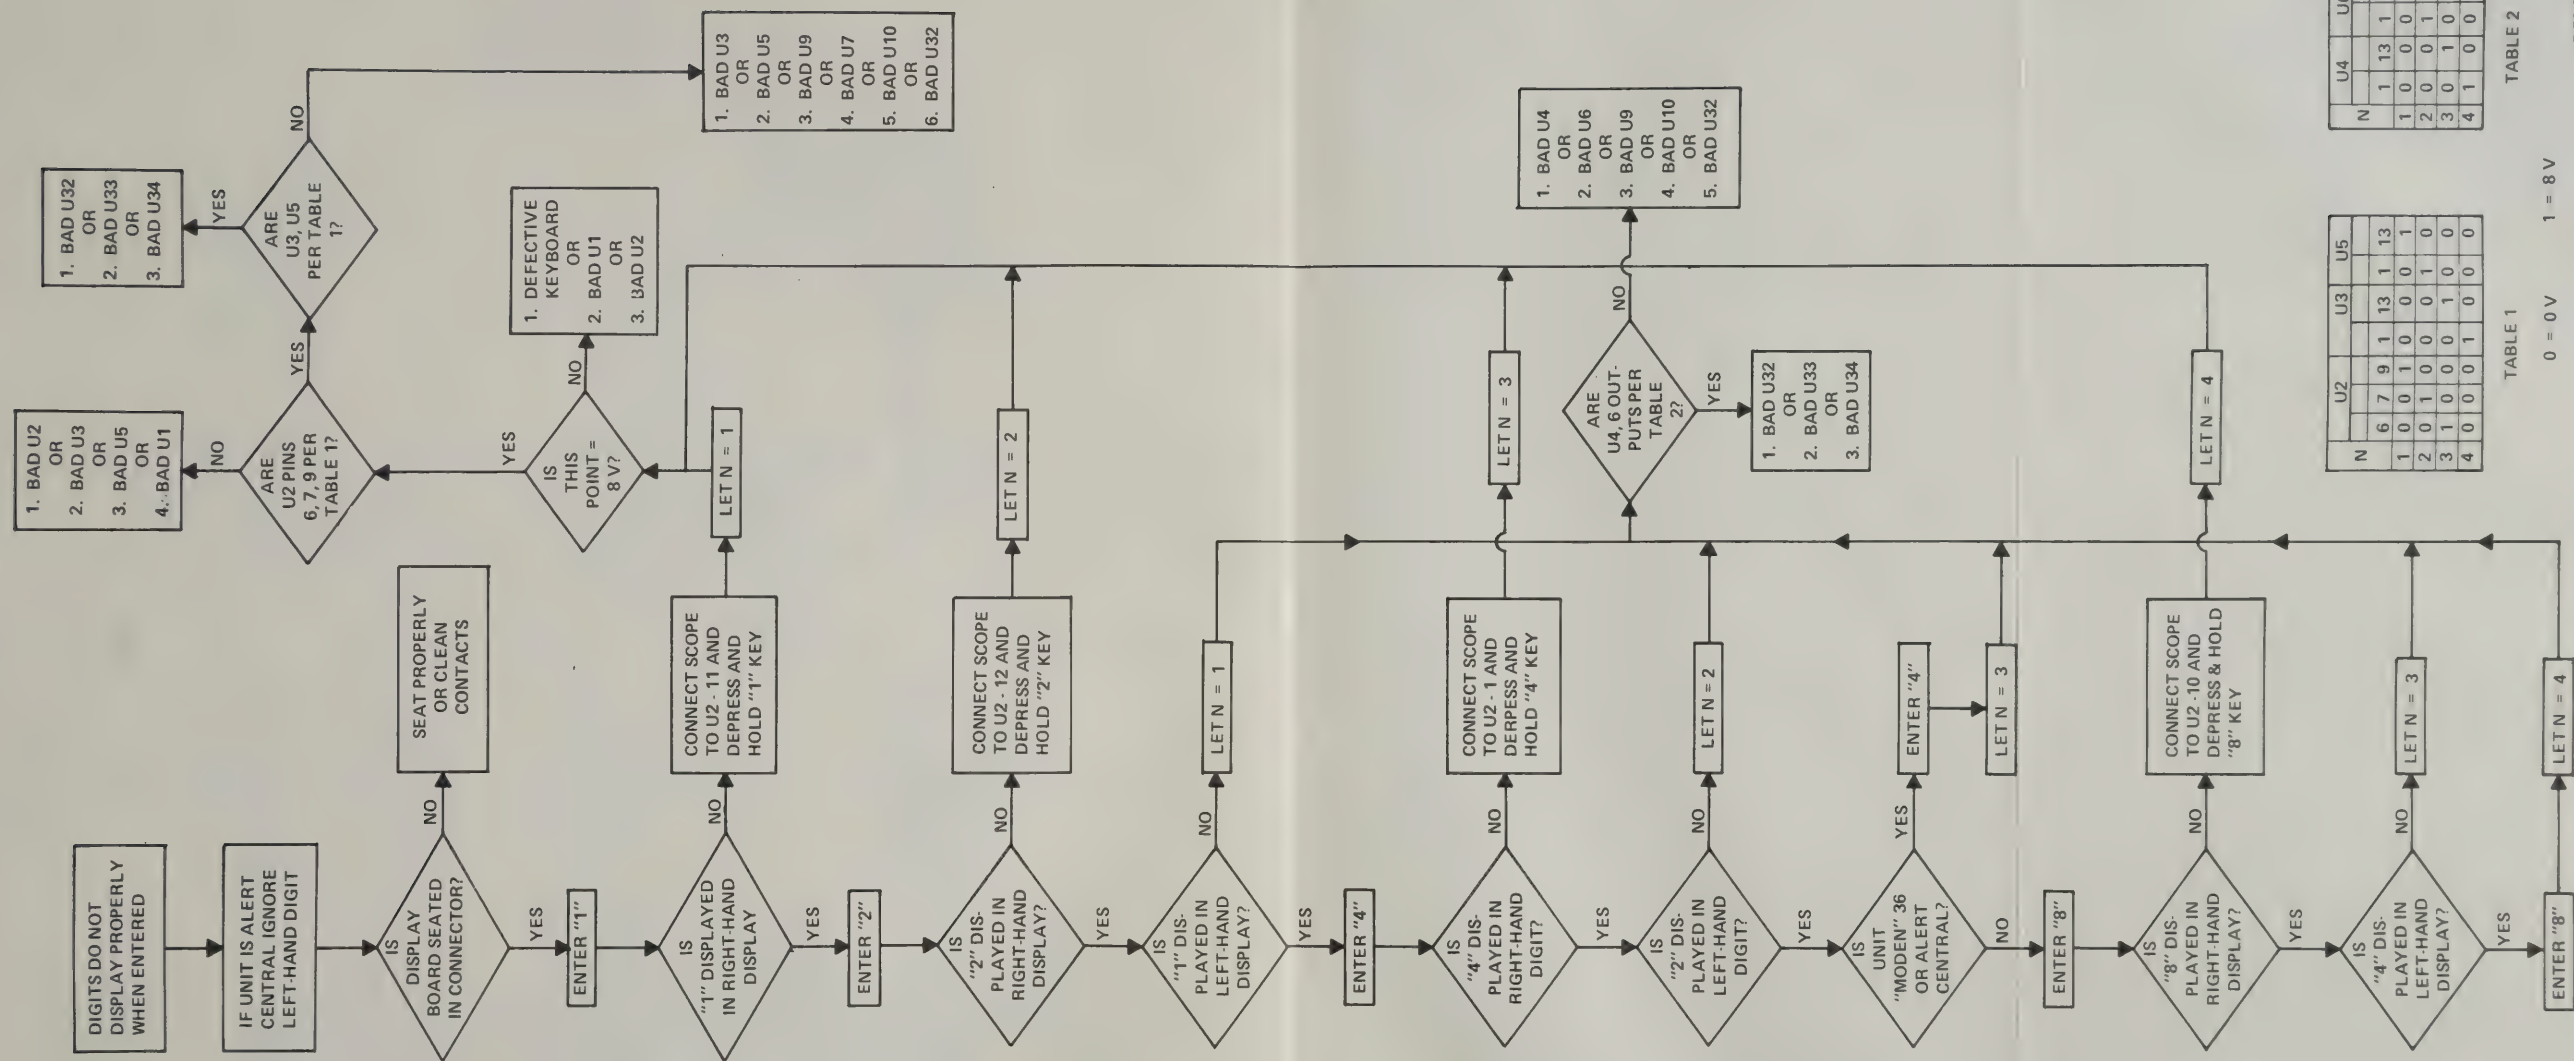 DIGITS DO NOT
DISPLAY PROPERLY
WHEN ENTERED
IF UNIT IS ALERT
CENTRAL IGNORE
LEFT-HAND DIGIT
IS
DISPLAY
BOARD SEATED
IN CONNECTOR?
NO
SEAT PROPERLY
OR CLEAN
CONTACTS
YES
ENTER "1"
IS
"1" DISPLAYED
IN RIGHT-HAND
DISPLAY
NO
CONNECT SCOPE
TO U2 - 11 AND
DEPRESS AND
HOLD "1" KEY
LET N = 1
IS
THIS
POINT =
8 V?
NO
1. DEFECTIVE
KEYBOARD
OR
2. BAD U1
OR
3. BAD U2
YES
ARE
U2 PINS
6, 7, 9 PER
TABLE 1?
NO
1. BAD U2
OR
2. BAD U3
OR
3. BAD U5
OR
4. BAD U1
YES
ARE
U3, U5
PER TABLE
1?
YES
1. BAD U32
OR
2. BAD U33
OR
3. BAD U34
NO
1. BAD U3
OR
2. BAD U5
OR
3. BAD U9
OR
4. BAD U7
OR
5. BAD U10
OR
6. BAD U32
YES
ENTER "2"
IS
"2" DIS-
PLAYED IN
RIGHT-HAND
DISPLAY?
NO
CONNECT SCOPE
TO U2 - 12 AND
DEPRESS AND
HOLD "2" KEY
LET N = 2
YES
IS
"1" DIS-
PLAYED IN
LEFT-HAND
DISPLAY?
NO
LET N = 1
YES
ENTER "4"
IS
"4" DIS-
PLAYED IN
RIGHT-HAND
DIGIT?
NO
CONNECT SCOPE
TO U2 - 1 AND
DERPESS AND
HOLD "4" KEY
LET N = 3
YES
IS
"2" DIS-
PLAYED IN
LEFT-HAND
DIGIT?
NO
LET N = 2
ARE
U4, 6 OUT-
PUTS PER
TABLE
2?
NO
1. BAD U4
OR
2. BAD U6
OR
3. BAD U9
OR
4. BAD U10
OR
5. BAD U32
YES
1. BAD U32
OR
2. BAD U33
OR
3. BAD U34
YES
IS
UNIT
"MODEN" 36
OR ALERT
CENTRAL?
YES
ENTER "4"
LET N = 3
NO
ENTER "8"
IS
"8" DIS-
PLAYED IN
RIGHT-HAND
DISPLAY?
NO
CONNECT SCOPE
TO U2 -10 AND
DEPRESS & HOLD
"8" KEY
LET N = 4
YES
IS
"4" DIS-
PLAYED IN
LEFT-HAND
DISPLAY?
NO
LET N = 3
YES
ENTER "8"
LET N = 4
N U2 U3 U5
6 7 9 1 13 1 13
1 0 0 1 0 0 0 1
2 0 1 0 0 0 1 0
3 1 0 0 0 1 0 0
4 0 0 0 1 0 0 0
TABLE 1
N U4
1 13 1
1 0 0 0
2 0 0 1
3 0 1 0
4 1 0 0
TABLE 2
0 = 0 V 1 = 8 V